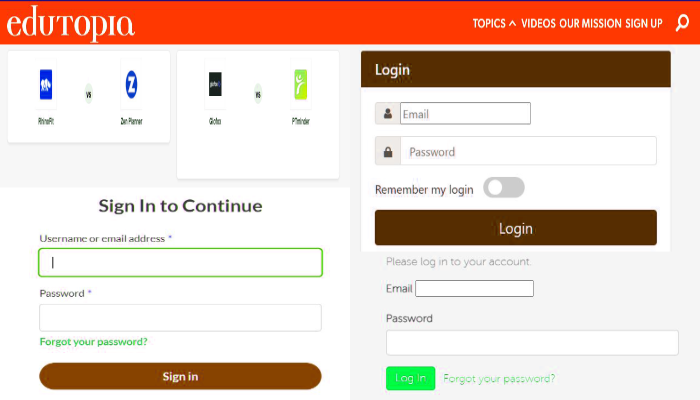 edutopia
TOPICS VIDEOS OUR MISSION SIGN UP
RhinoFit VS Zen Planner
Glofox VS PTminder
Sign In to Continue
Username or email address *
Password *
Forgot your password?
Sign in
Login
Email
Password
Remember my login
Login
Please log in to your account.
Email
Password
Log In Forgot your password?